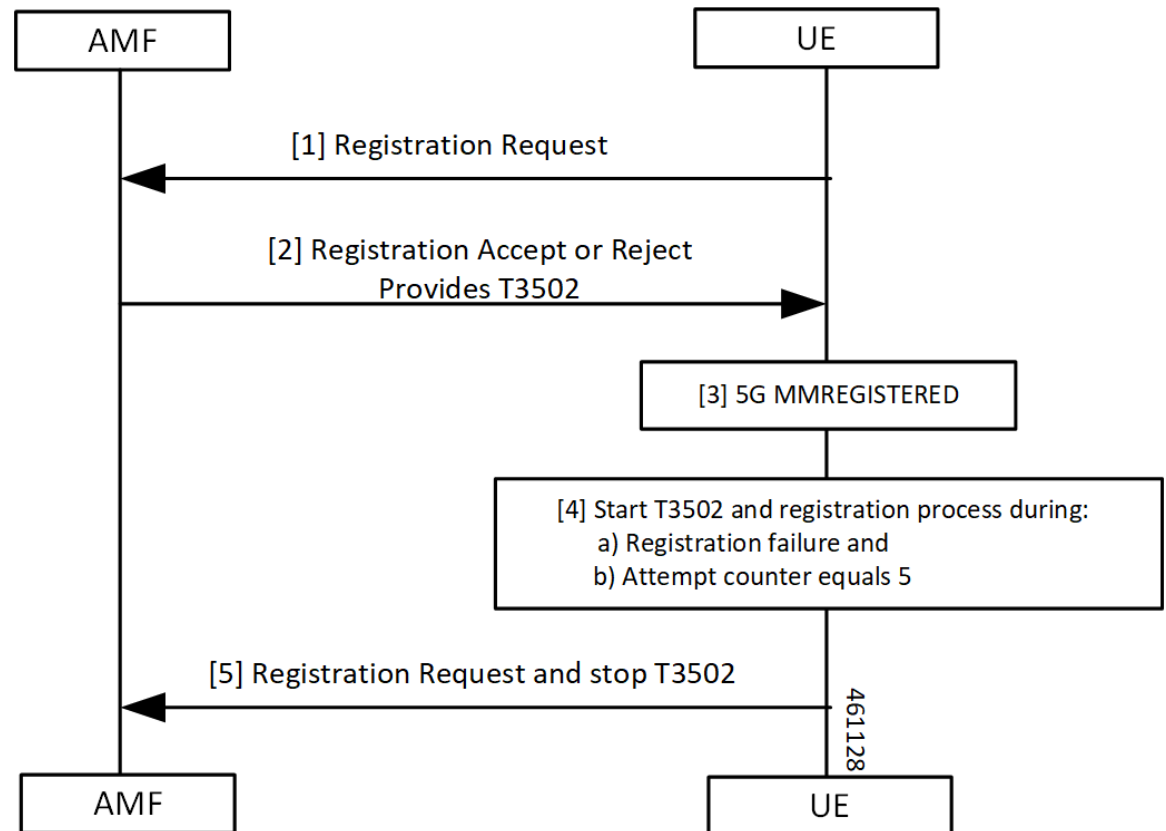 AMF
UE
[1] Registration Request
[2] Registration Accept or Reject
Provides T3502
[3] 5G MMREGISTERED
[4] Start T3502 and registration process during:
a) Registration failure and
b) Attempt counter equals 5
[5] Registration Request and stop T3502
461128
AMF
UE